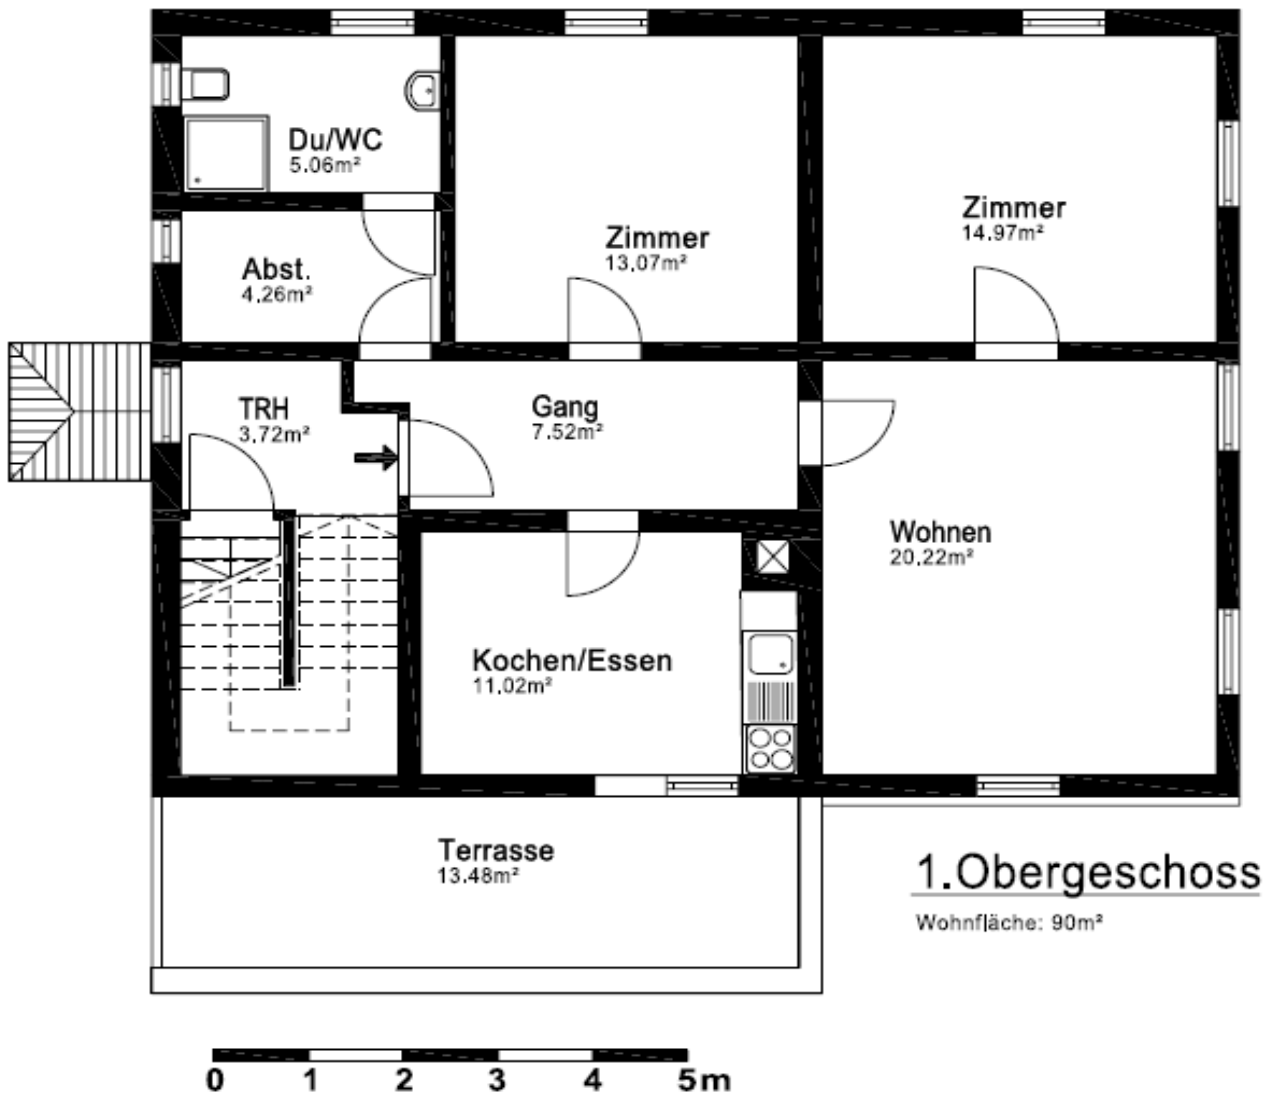 Du/WC
5.06m²
Zimmer
13.07m²
Zimmer
14.97m²
Abst.
4.26m²
TRH
3.72m²
Gang
7.52m²
Wohnen
20.22m²
Kochen/Essen
11.02m²
Terrasse
13.48m²
1.Obergeschoss
Wohnfläche: 90m²
0 1 2 3 4 5m